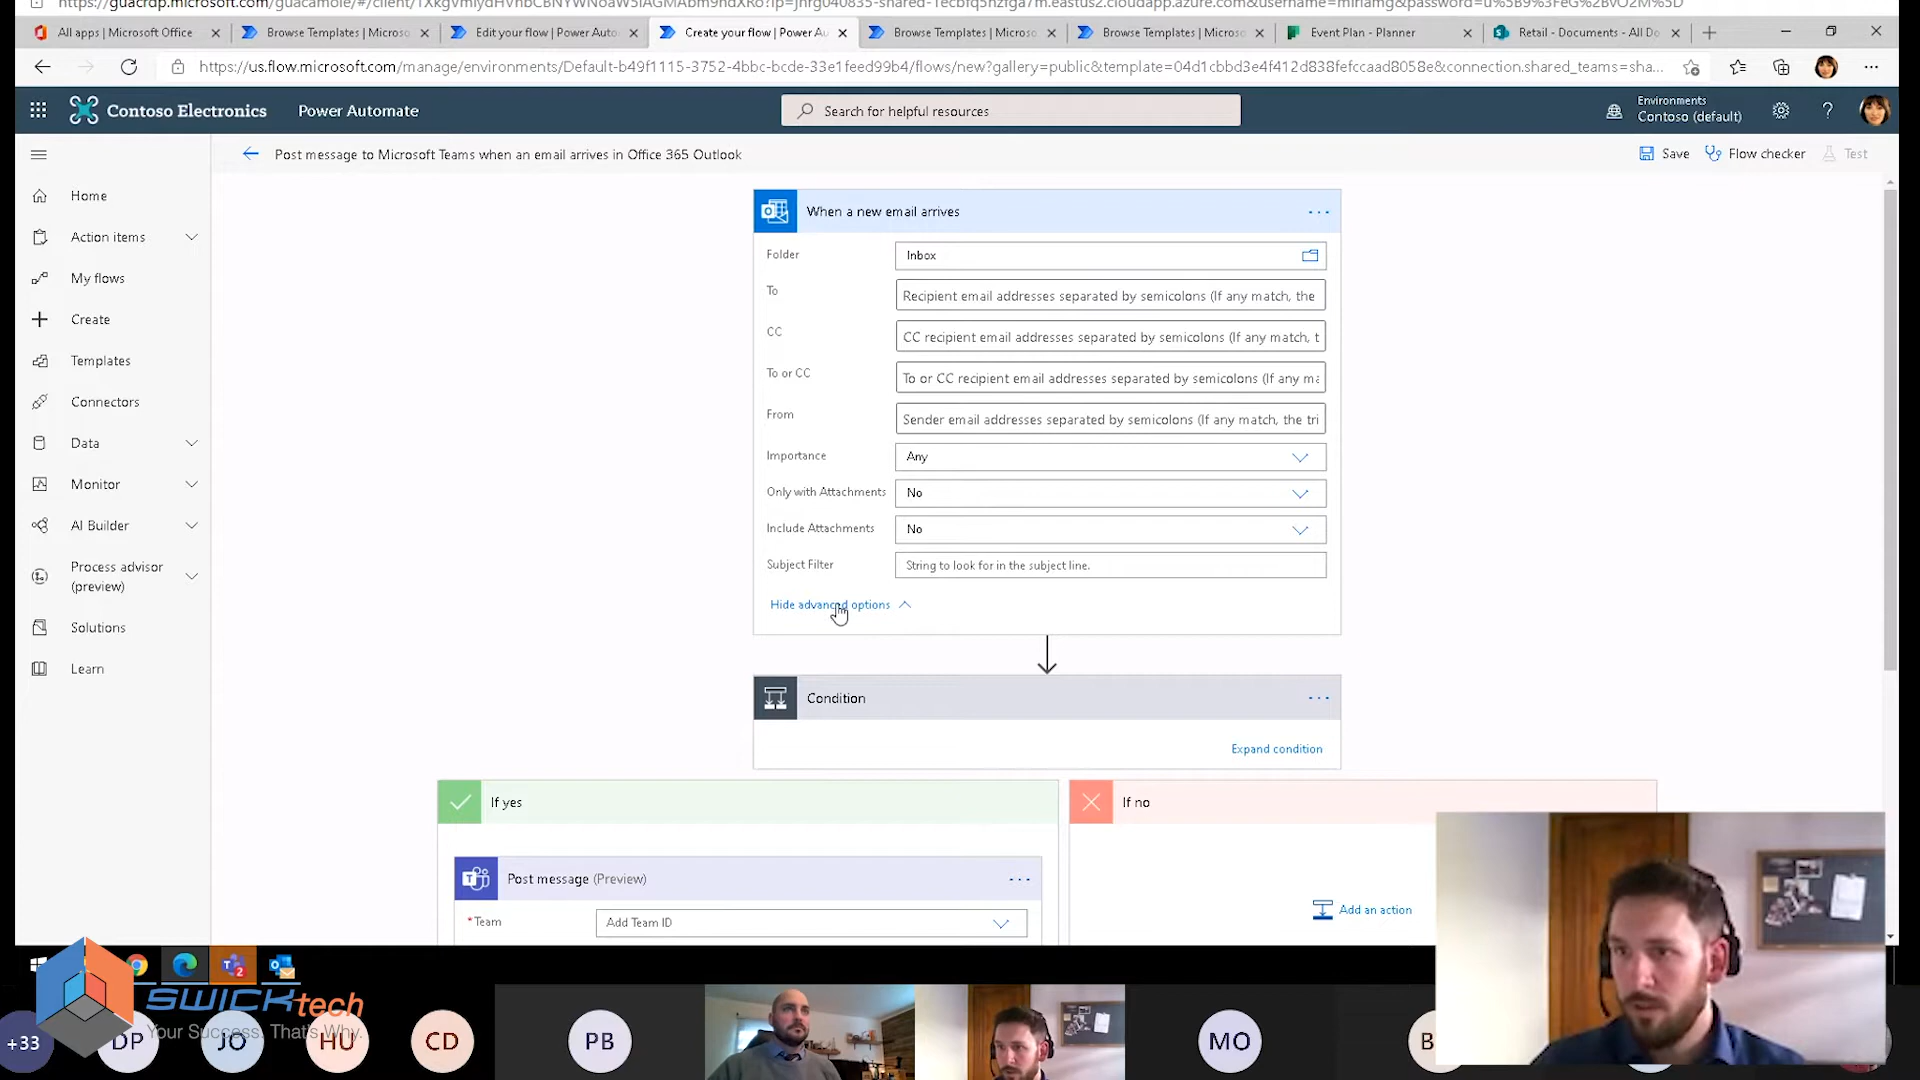 All apps | Microsoft Office
Browse Templates | Microso
Edit your flow | Power Auto
Create your flow | Power Au
Browse Templates | Microso
Browse Templates | Microso
Event Plan - Planner
Retail - Documents - All Do
https://us.flow.microsoft.com/manage/environments/Default-b49f1115-3752-4bbc-bcde-33e1feed99b4/flows/new?gallery=public&template=04d1cbbd3e4f412d838fefccaad8058e&connection.shared_teams=sha...
Contoso Electronics
Power Automate
Search for helpful resources
Environments
Contoso (default)
Post message to Microsoft Teams when an email arrives in Office 365 Outlook
Save
Flow checker
Test
Home
Action items
My flows
Create
Templates
Connectors
Data
Monitor
AI Builder
Process advisor
(preview)
Solutions
Learn
When a new email arrives
Folder
Inbox
To
Recipient email addresses separated by semicolons (If any match, the
CC
CC recipient email addresses separated by semicolons (If any match, t
To or CC
To or CC recipient email addresses separated by semicolons (If any ma
From
Sender email addresses separated by semicolons (If any match, the tri
Importance
Any
Only with Attachments
No
Include Attachments
No
Subject Filter
String to look for in the subject line.
Hide advanced options
Condition
Expand condition
If yes
If no
Post message (Preview)
*Team
Add Team ID
Add an action
SWICKtech
Your Success. That's Why.
+33
DP
JO
HU
CD
PB
MO
B